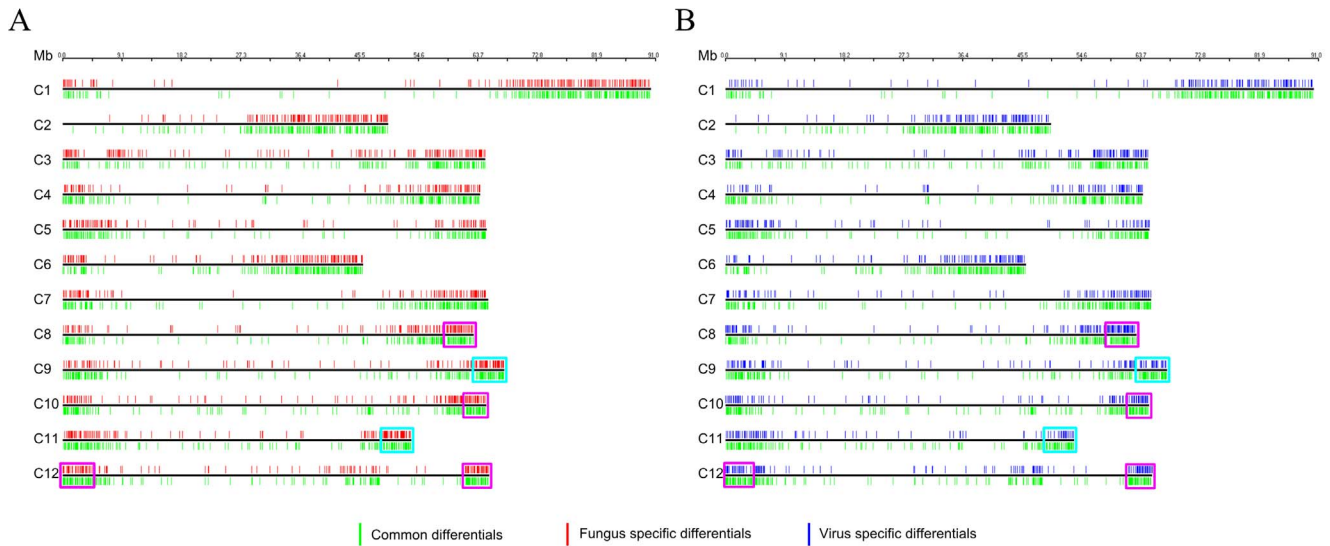 A B
Mb 0.0 9.1 18.2 27.3 36.4 45.5 54.6 63.7 72.8 81.9 91.0 0.0 9.1 18.2 27.3 36.4 45.5 54.6 63.7 72.8 81.9 91.0
C1 C1
C2 C2
C3 C3
C4 C4
C5 C5
C6 C6
C7 C7
C8 C8
C9 C9
C10 C10
C11 C11
C12 C12
Common differentials Fungus specific differentials Virus specific differentials